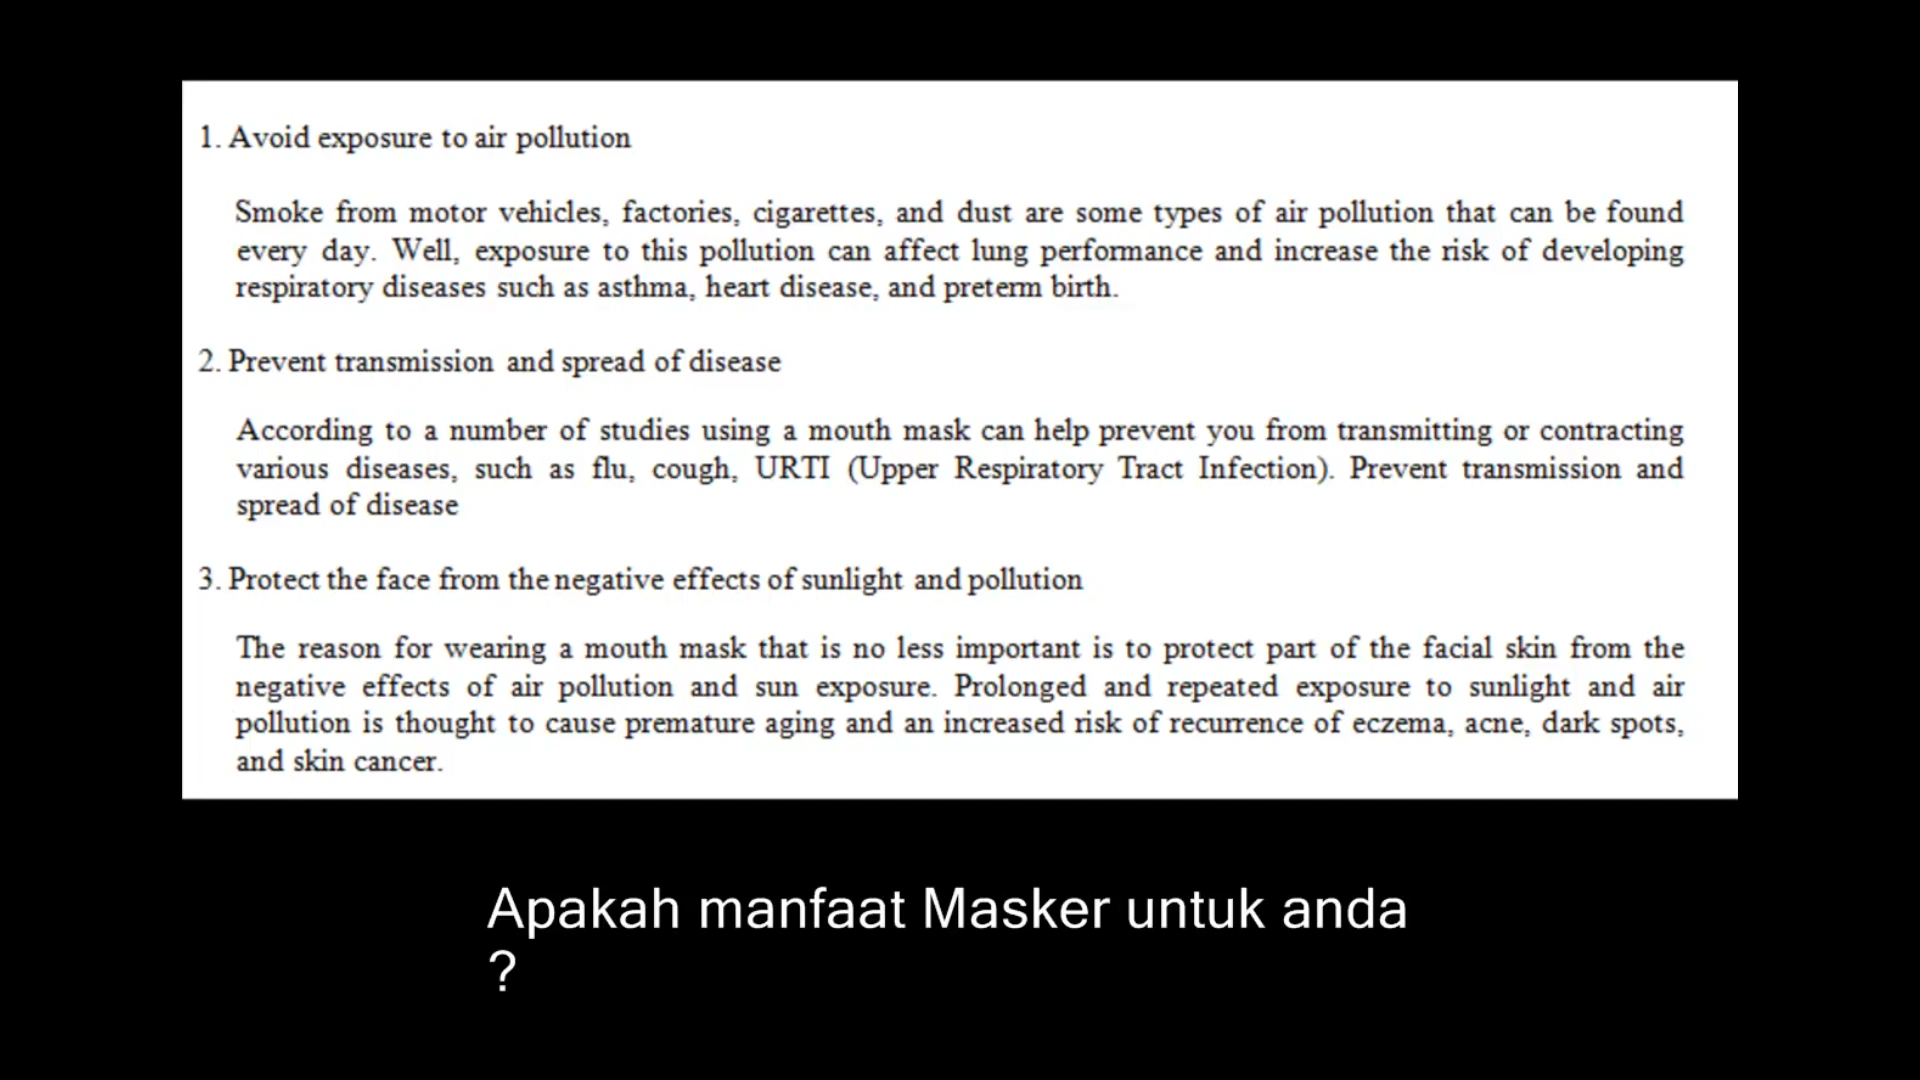 1. Avoid exposure to air pollution
Smoke from motor vehicles, factories, cigarettes, and dust are some types of air pollution that can be found
every day. Well, exposure to this pollution can affect lung performance and increase the risk of developing
respiratory diseases such as asthma, heart disease, and preterm birth.
2. Prevent transmission and spread of disease
According to a number of studies using a mouth mask can help prevent you from transmitting or contracting
various diseases, such as flu, cough, URTI (Upper Respiratory Tract Infection). Prevent transmission and
spread of disease
3. Protect the face from the negative effects of sunlight and pollution
The reason for wearing a mouth mask that is no less important is to protect part of the facial skin from the
negative effects of air pollution and sun exposure. Prolonged and repeated exposure to sunlight and air
pollution is thought to cause premature aging and an increased risk of recurrence of eczema, acne, dark spots,
and skin cancer.
Apakah manfaat Masker untuk anda
?